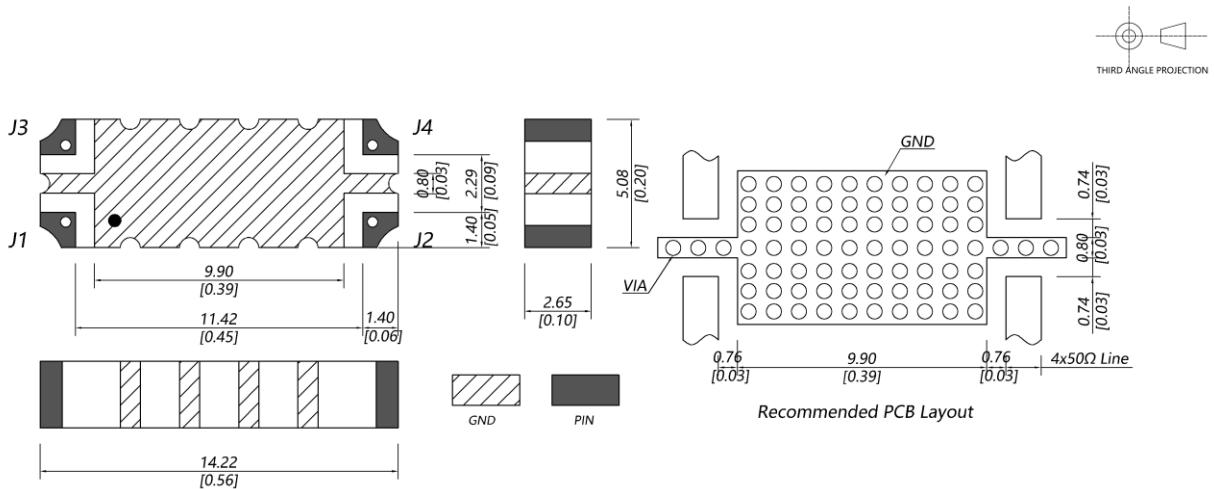 THIRD ANGLE PROJECTION
J3
J4
J1
J2
0.80
[0.03]
2.29
[0.09]
1.40
[0.05]
9.90
[0.39]
11.42
[0.45]
1.40
[0.06]
5.08
[0.20]
2.65
[0.10]
GND
VIA
0.74
[0.03]
0.80
[0.03]
0.74
[0.03]
0.76
[0.03]
9.90
[0.39]
0.76
[0.03]
4x50Ω Line
Recommended PCB Layout
GND
PIN
14.22
[0.56]